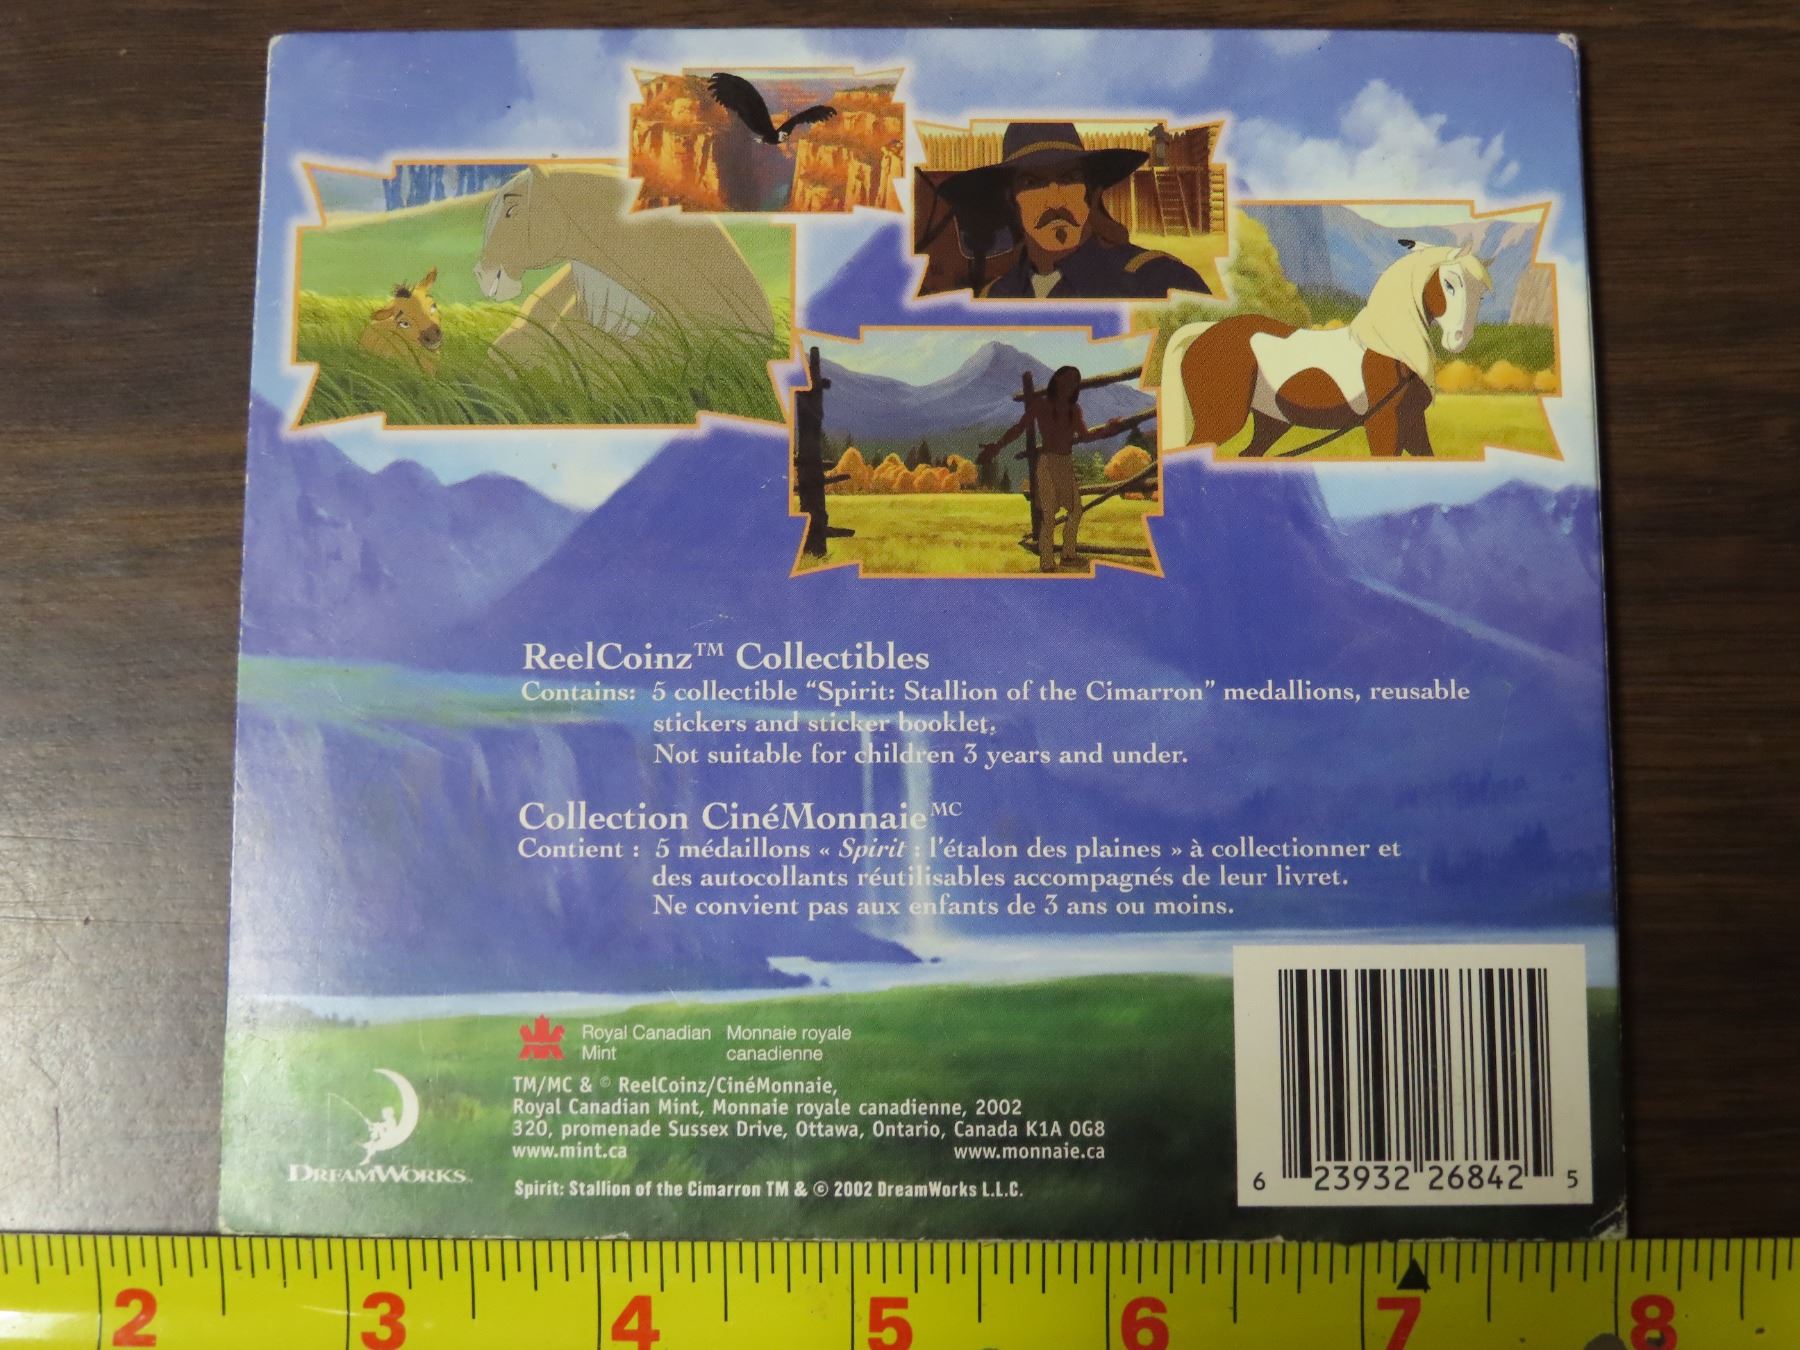 ReelCoinz™ Collectibles
Contains: 5 collectible “Spirit: Stallion of the Cimarron” medallions, reusable
stickers and sticker booklet.
Not suitable for children 3 years and under.
Collection CinéMonnaie MC
Contient : 5 médaillons « Spirit : l'étalon des plaines » à collectionner et
des autocollants réutilisables accompagnés de leur livret.
Ne convient pas aux enfants de 3 ans ou moins.
Royal Canadian Mint
Monnaie royale canadienne
TM/MC & © ReelCoinz/CinéMonnaie,
Royal Canadian Mint, Monnaie royale canadienne, 2002
320, promenade Sussex Drive, Ottawa, Ontario, Canada K1A 0G8
www.mint.ca www.monnaie.ca
Spirit: Stallion of the Cimarron TM & © 2002 DreamWorks L.L.C.
DREAMWORKS
6 23932 26842 5
2 3 4 5 6 7 8